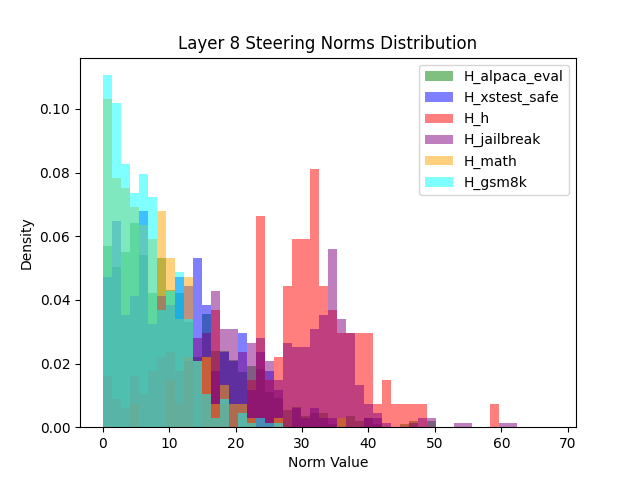 Layer 8 Steering Norms Distribution
H_alpaca_eval
H_xstest_safe
H_h
H_jailbreak
H_math
H_gsm8k
Density
0.10
0.08
0.06
0.04
0.02
0.00
0 10 20 30 40 50 60 70
Norm Value